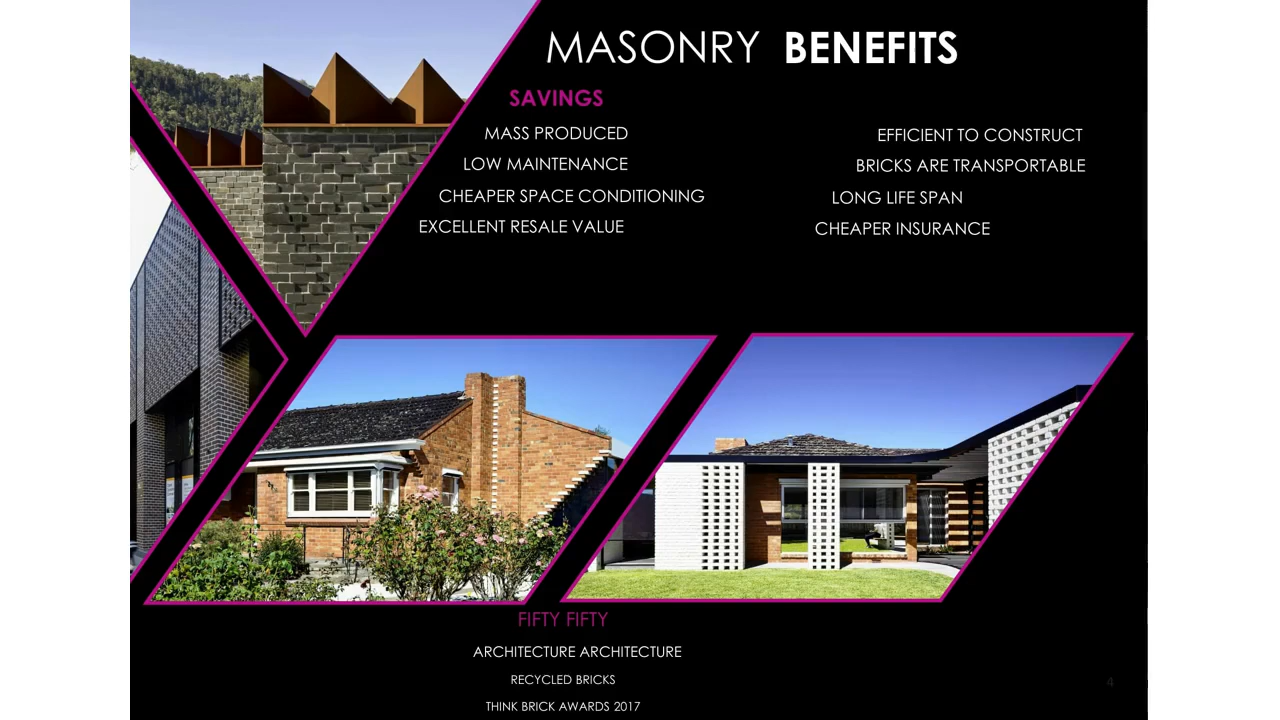 MASONRY BENEFITS
SAVINGS
MASS PRODUCED
LOW MAINTENANCE
CHEAPER SPACE CONDITIONING
EXCELLENT RESALE VALUE
EFFICIENT TO CONSTRUCT
BRICKS ARE TRANSPORTABLE
LONG LIFE SPAN
CHEAPER INSURANCE
FIFTY FIFTY
ARCHITECTURE ARCHITECTURE
RECYCLED BRICKS
THINK BRICK AWARDS 2017
4